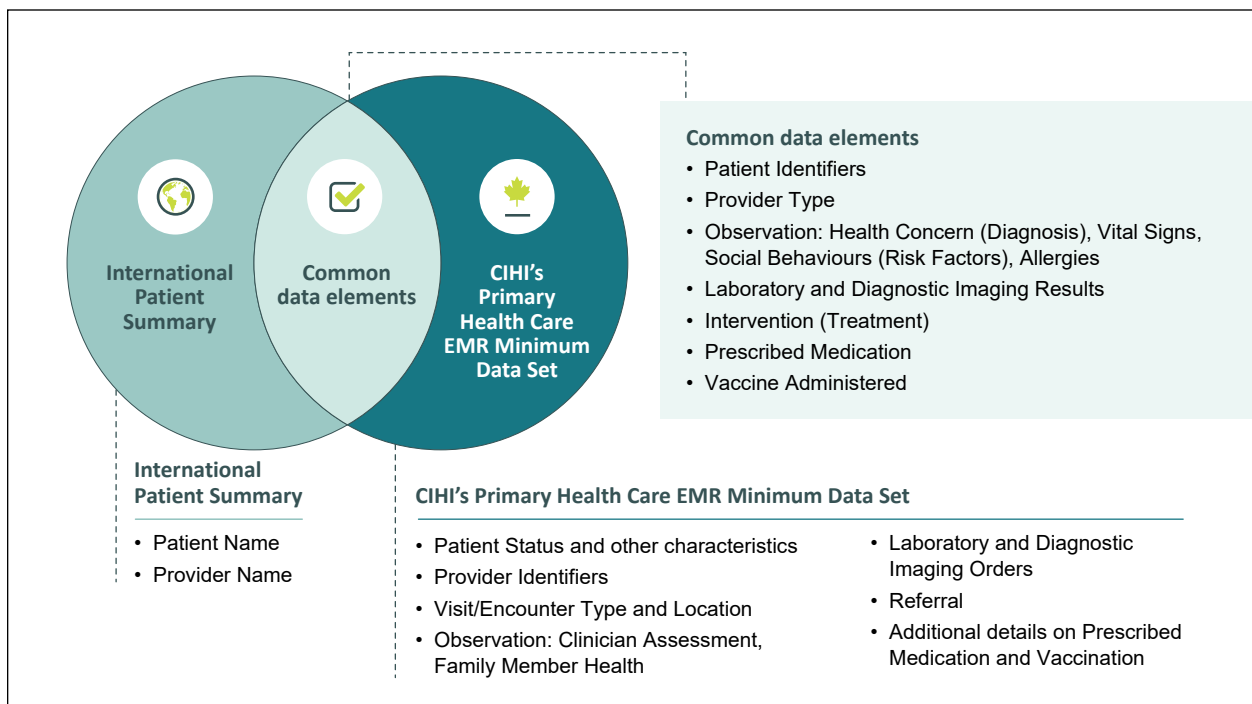 International
Patient
Summary
Common
data elements
CIHI's
Primary
Health Care
EMR Minimum
Data Set
Common data elements
• Patient Identifiers
• Provider Type
• Observation: Health Concern (Diagnosis), Vital Signs,
Social Behaviours (Risk Factors), Allergies
• Laboratory and Diagnostic Imaging Results
• Intervention (Treatment)
• Prescribed Medication
• Vaccine Administered
International
Patient Summary
• Patient Name
• Provider Name
CIHI's Primary Health Care EMR Minimum Data Set
• Patient Status and other characteristics
• Provider Identifiers
• Visit/Encounter Type and Location
• Observation: Clinician Assessment,
Family Member Health
• Laboratory and Diagnostic
Imaging Orders
• Referral
• Additional details on Prescribed
Medication and Vaccination